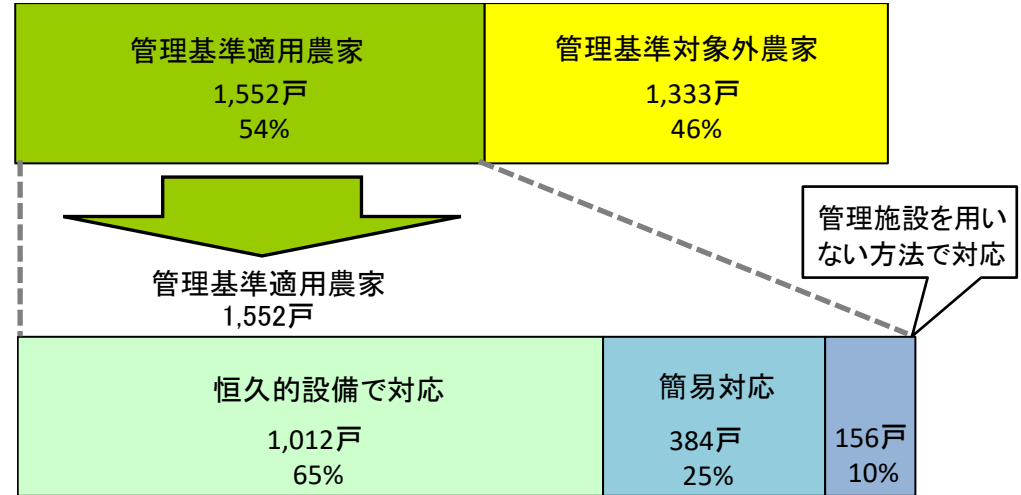 管理基準適用農家
1,552戸
54%
管理基準対象外農家
1,333戸
46%
管理施設を用い
ない方法で対応
管理基準適用農家
1,552戸
恒久的設備で対応
1,012戸
65%
簡易対応
384戸
25%
156戸
10%